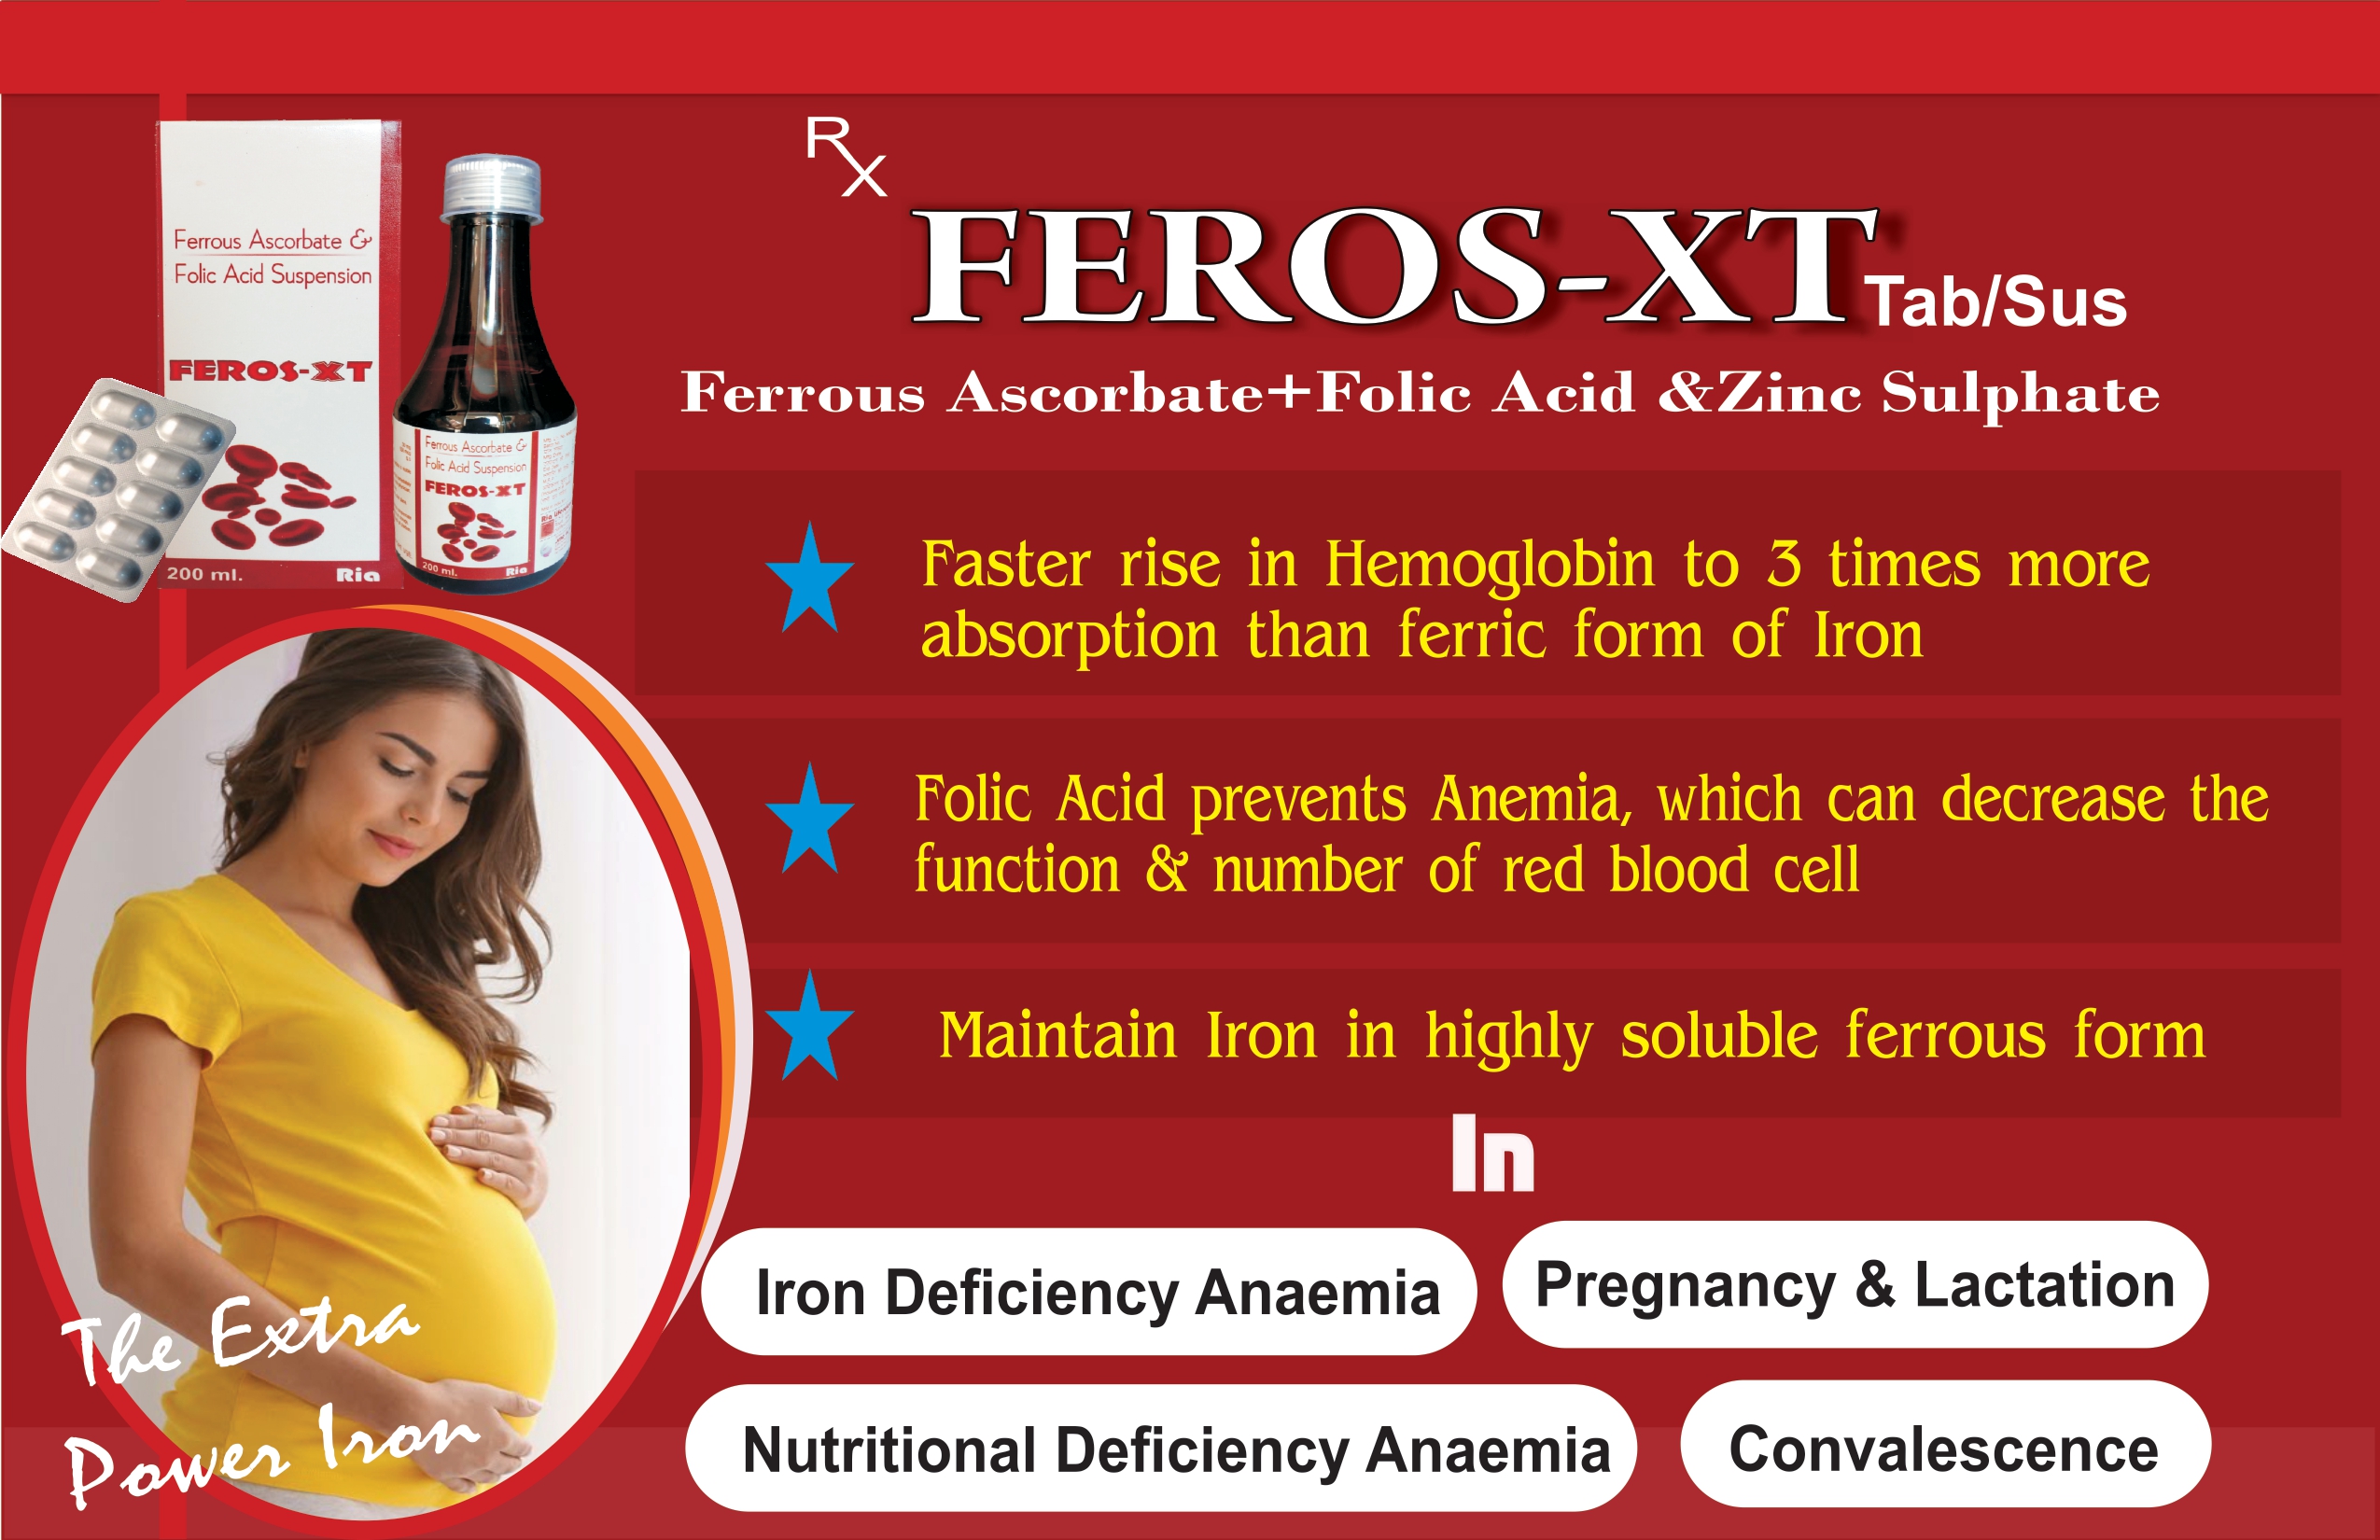 Rx
FEROS-XT Tab/Sus
Ferrous Ascorbate+Folic Acid &Zinc Sulphate
Ferrous Ascorbate &
Folic Acid Suspension
FEROS-XT
200 ml. Ria
Ferrous Ascorbate &
Folic Acid Suspension
FEROS-XT
200 ml. Ria
Faster rise in Hemoglobin to 3 times more
absorption than ferric form of Iron
Folic Acid prevents Anemia, which can decrease the
function & number of red blood cell
Maintain Iron in highly soluble ferrous form
In
Iron Deficiency Anaemia
Pregnancy & Lactation
Nutritional Deficiency Anaemia
Convalescence
The Extra
Power Iron